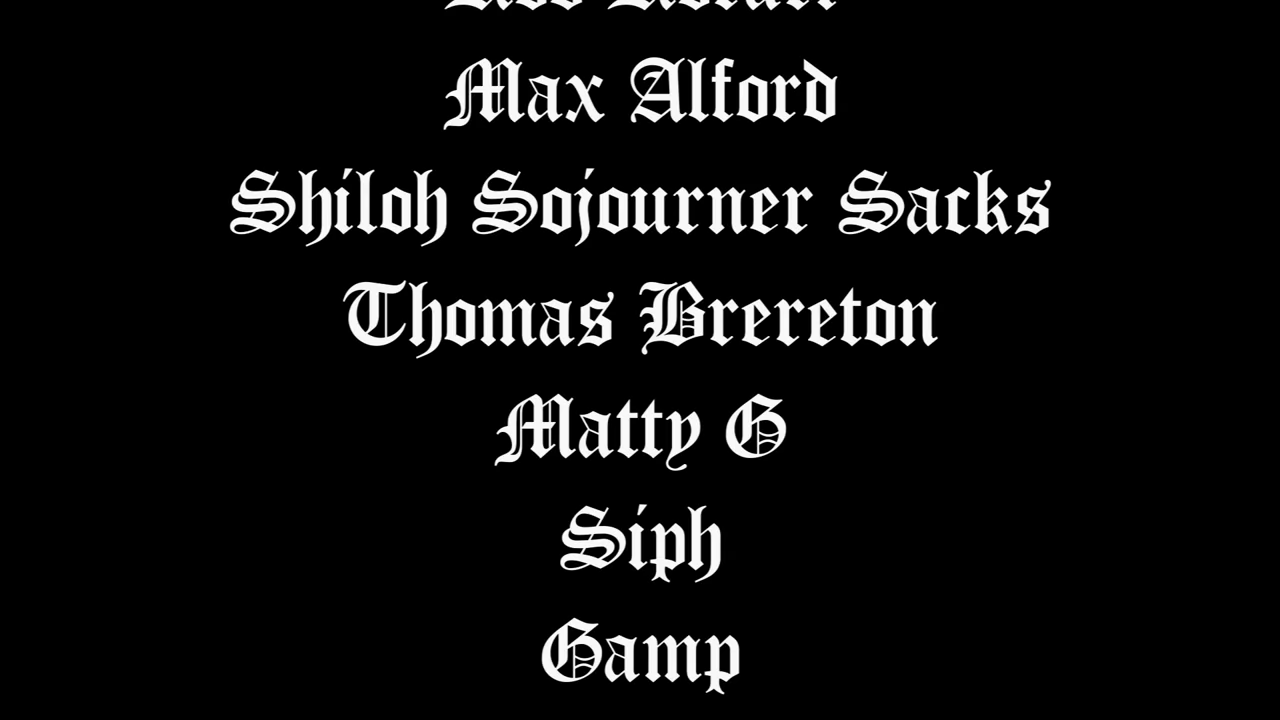 Max Alford
Shiloh Sojourner Sacks
Thomas Brereton
Matty G
Siph
Gamp